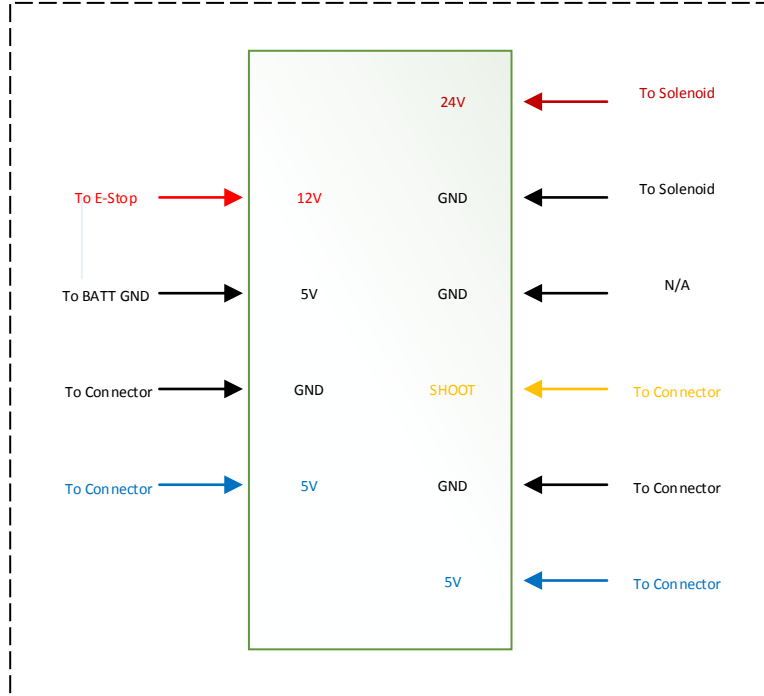 24V To Solenoid
To E-Stop 12V GND To Solenoid
To BATT GND 5V GND N/A
To Connector GND SHOOT To Connector
To Connector 5V GND To Connector
5V To Connector